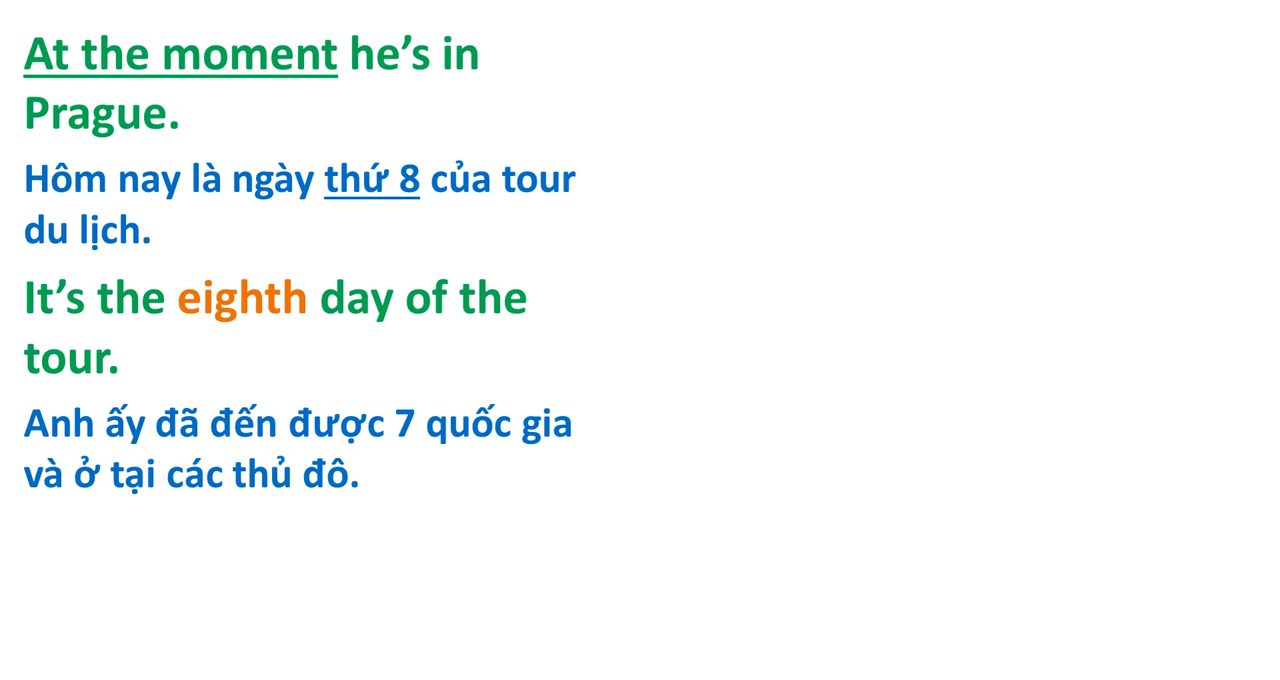 At the moment he’s in
Prague.
Hôm nay là ngày thứ 8 của tour
du lịch.
It’s the eighth day of the
tour.
Anh ấy đã đến được 7 quốc gia
và ở tại các thủ đô.